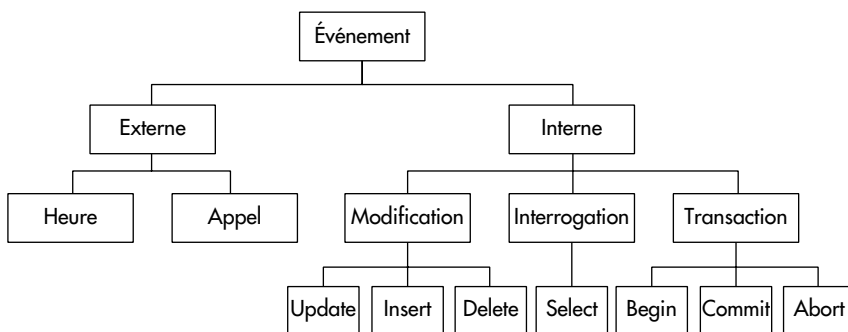 Événement
Externe
Interne
Heure
Appel
Modification
Interrogation
Transaction
Update
Insert
Delete
Select
Begin
Commit
Abort